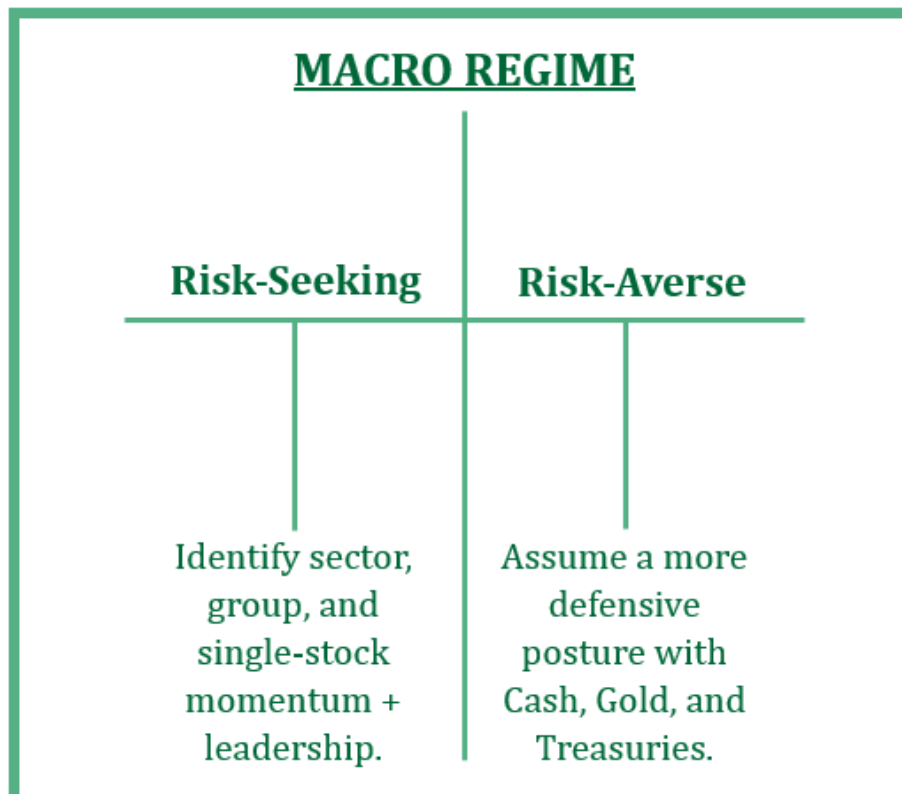 MACRO REGIME
Risk-Seeking
Risk-Averse
Identify sector,
group, and
single-stock
momentum +
leadership.
Assume a more
defensive
posture with
Cash, Gold, and
Treasuries.